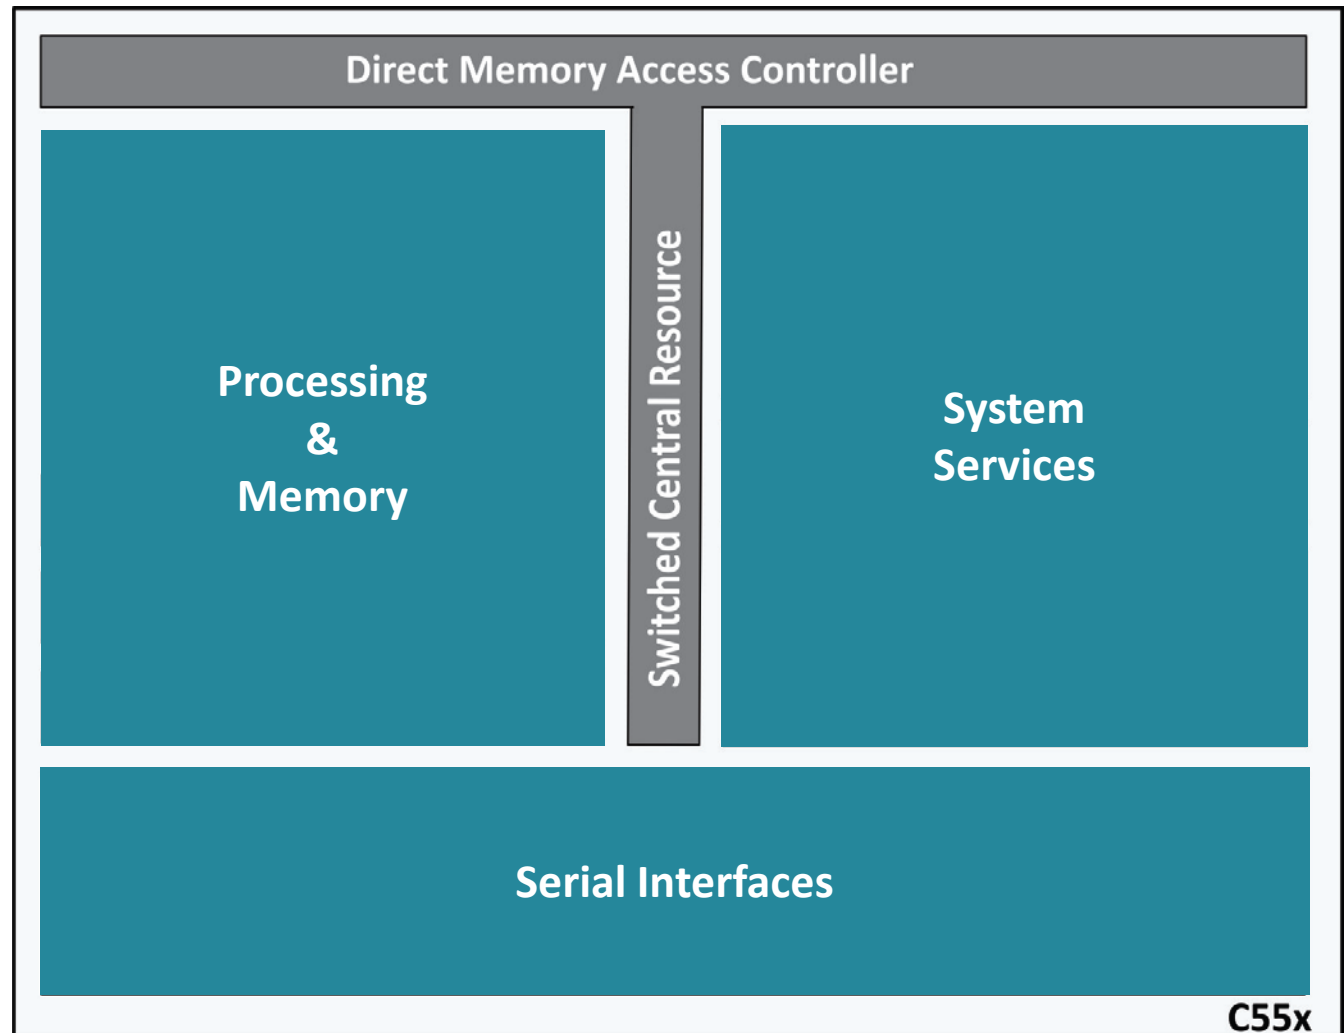 Direct Memory Access Controller
Processing
&
Memory
Switched Central Resource
System
Services
Serial Interfaces
C55x